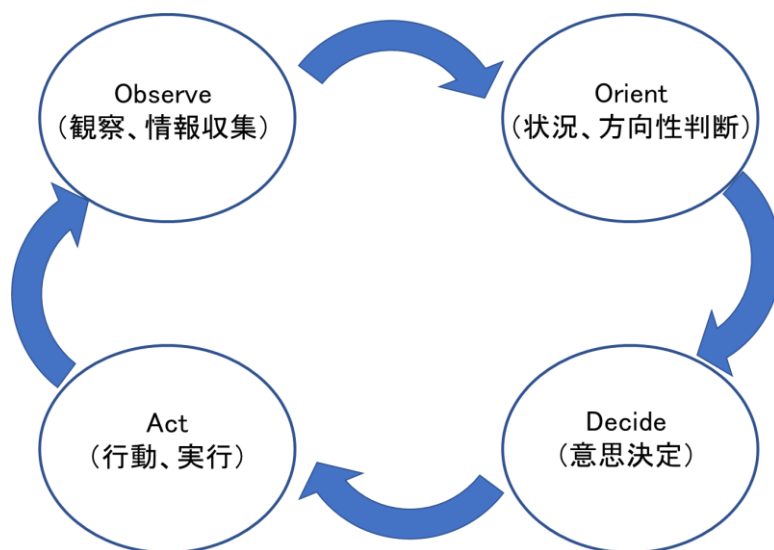 Observe
（観察、情報収集）
Orient
（状況、方向性判断）
Decide
（意思決定）
Act
（行動、実行）